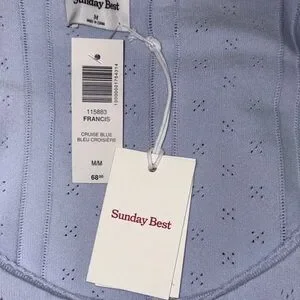 Sunday Best
M
115883
FRANCIS
CRUISE BLUE
BLEU CROISIÈRE
M/M
68.00
Sunday Best